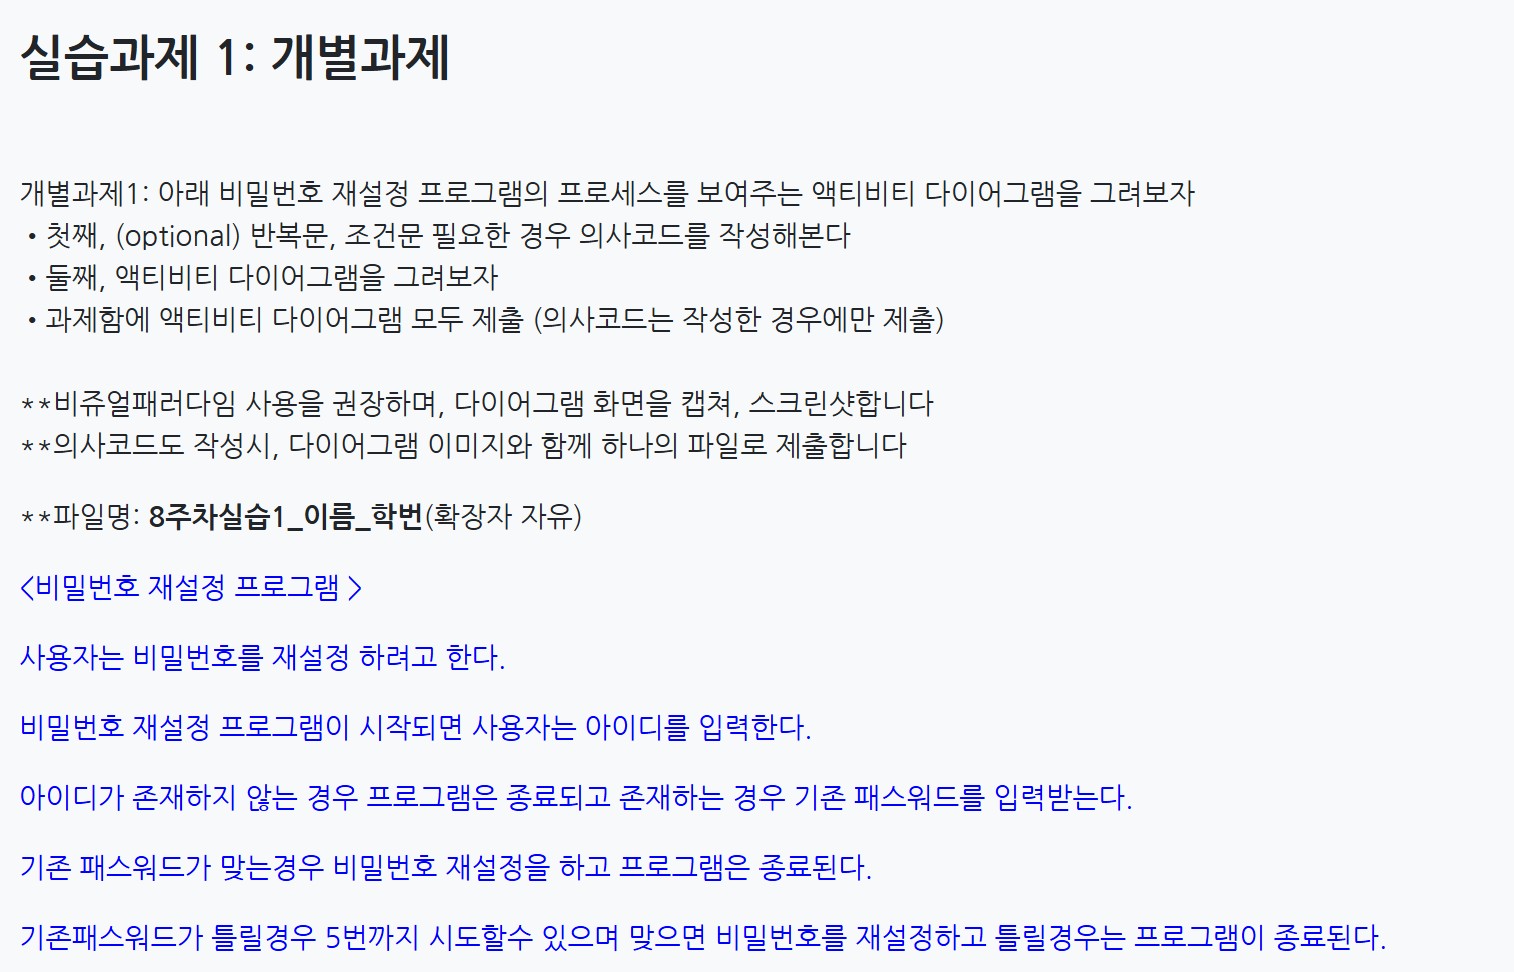 실습과제 1: 개별과제
개별과제1: 아래 비밀번호 재설정 프로그램의 프로세스를 보여주는 액티비티 다이어그램을 그려보자
• 첫째, (optional) 반복문, 조건문 필요한 경우 의사코드를 작성해본다
• 둘째, 액티비티 다이어그램을 그려보자
• 과제함에 액티비티 다이어그램 모두 제출 (의사코드는 작성한 경우에만 제출)
**비쥬얼패러다임 사용을 권장하며, 다이어그램 화면을 캡쳐, 스크린샷합니다
**의사코드도 작성시, 다이어그램 이미지와 함께 하나의 파일로 제출합니다
**파일명: 8주차실습1_이름_학번(확장자 자유)
<비밀번호 재설정 프로그램 >
사용자는 비밀번호를 재설정 하려고 한다.
비밀번호 재설정 프로그램이 시작되면 사용자는 아이디를 입력한다.
아이디가 존재하지 않는 경우 프로그램은 종료되고 존재하는 경우 기존 패스워드를 입력받는다.
기존 패스워드가 맞는경우 비밀번호 재설정을 하고 프로그램은 종료된다.
기존패스워드가 틀릴경우 5번까지 시도할수 있으며 맞으면 비밀번호를 재설정하고 틀릴경우는 프로그램이 종료된다.